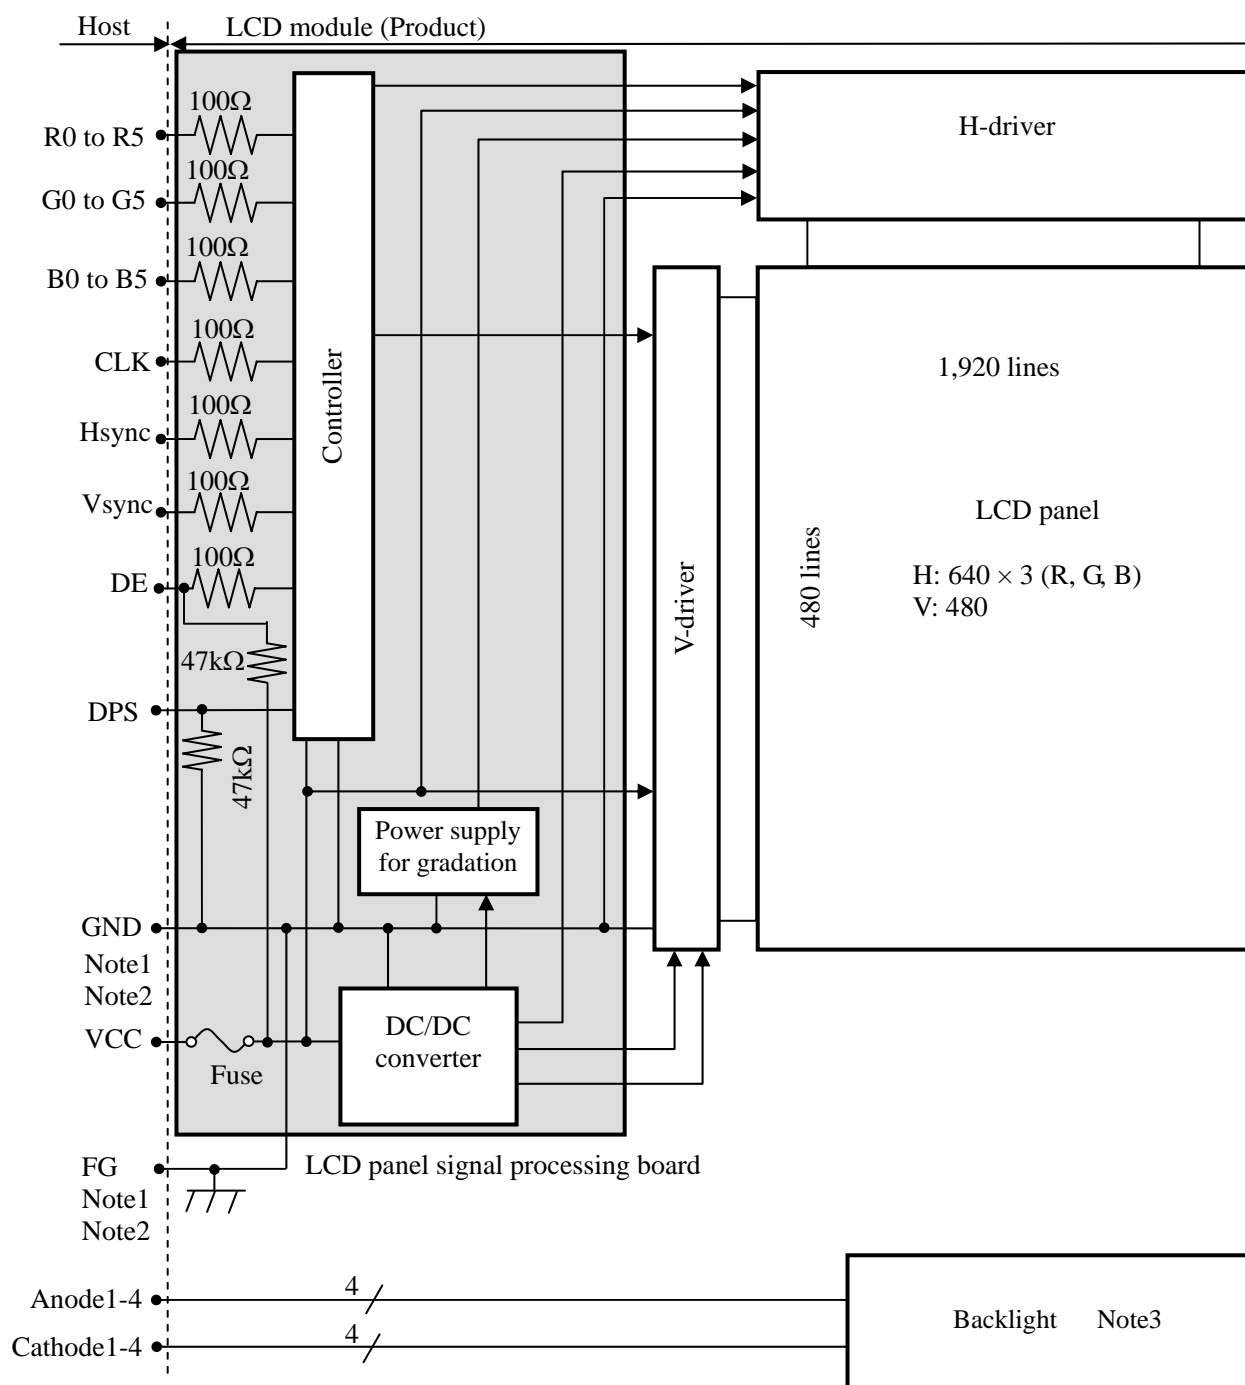 Host
LCD module (Product)
100Ω
R0 to R5
100Ω
G0 to G5
100Ω
B0 to B5
100Ω
CLK
100Ω
Hsync
100Ω
Vsync
100Ω
DE
47kΩ
DPS
47kΩ
Controller
H-driver
V-driver
1,920 lines
480 lines
LCD panel
H: 640 × 3 (R, G, B)
V: 480
Power supply
for gradation
GND
Note1
Note2
VCC
Fuse
DC/DC
converter
LCD panel signal processing board
FG
Note1
Note2
Anode1-4
4
Cathode1-4
4
Backlight Note3